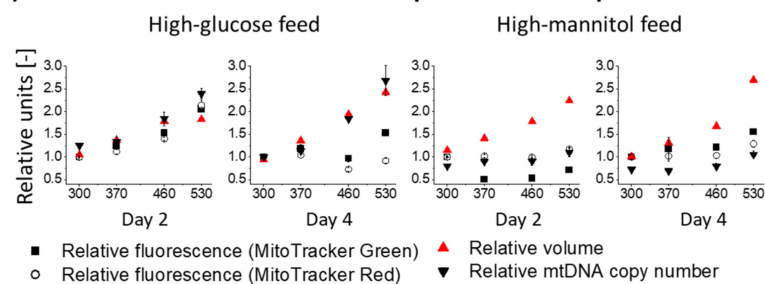 High-glucose feed
High-mannitol feed
Relative units [-]
3.0 3.0 3.0 3.0
2.5 2.5 2.5 2.5
2.0 2.0 2.0 2.0
1.5 1.5 1.5 1.5
1.0 1.0 1.0 1.0
0.5 0.5 0.5 0.5
300 370 460 530 300 370 460 530 300 370 460 530 300 370 460 530
Day 2 Day 4 Day 2 Day 4
Relative fluorescence (MitoTracker Green)
Relative volume
Relative fluorescence (MitoTracker Red)
Relative mtDNA copy number